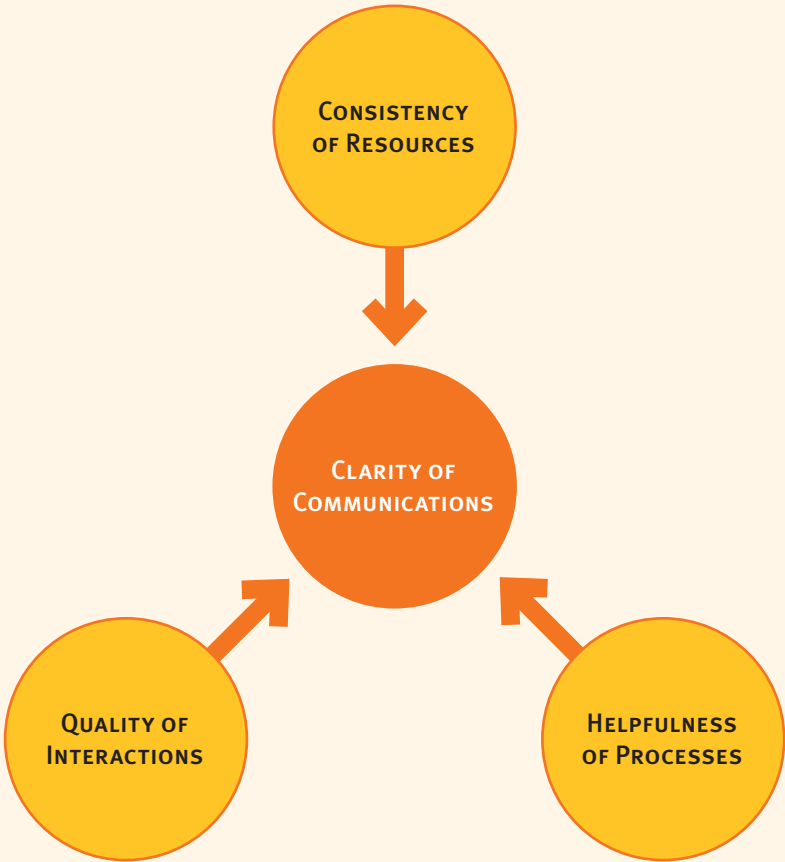 Consistency
of Resources
Clarity of
Communications
Quality of
Interactions
Helpfulness
of Processes